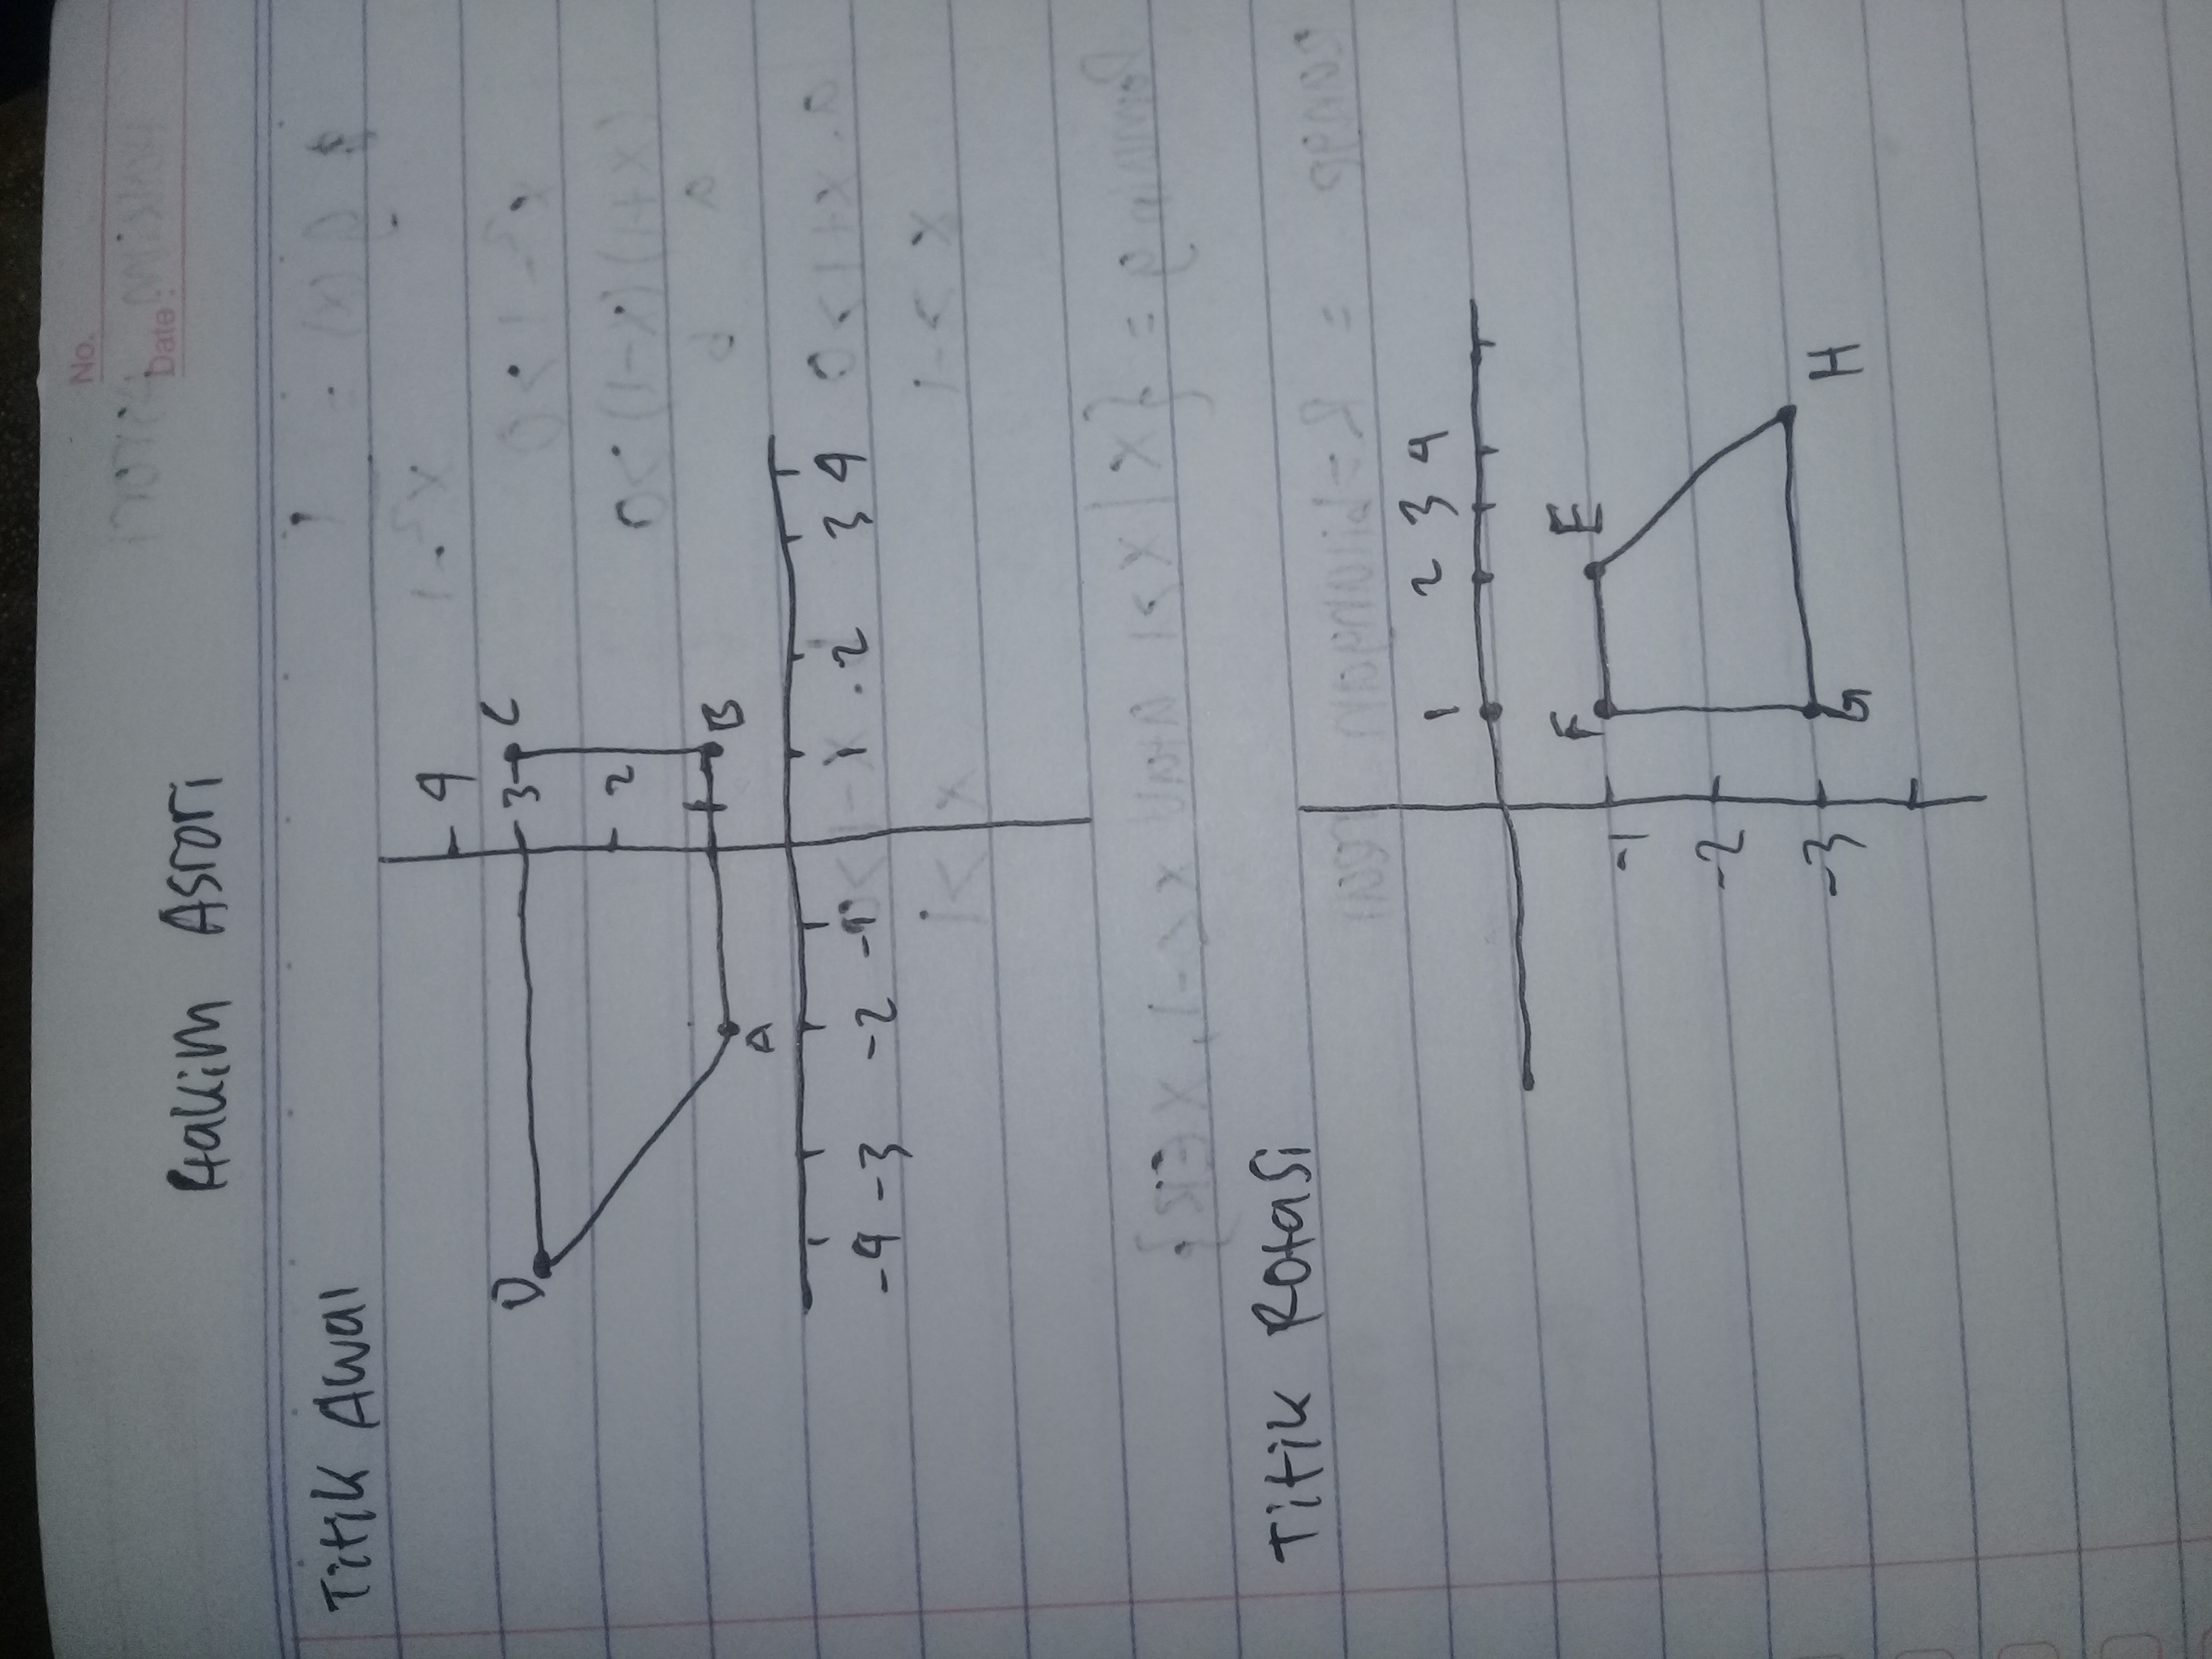 No.
Date :
Hakim Asrori
Titik Awal
4
D
3
C
2
1
B
A
-4 -3 -2 -1 1 2 3 4
Titik Rotasi
1 2 3 4
F E
-1
-2
-3
G H